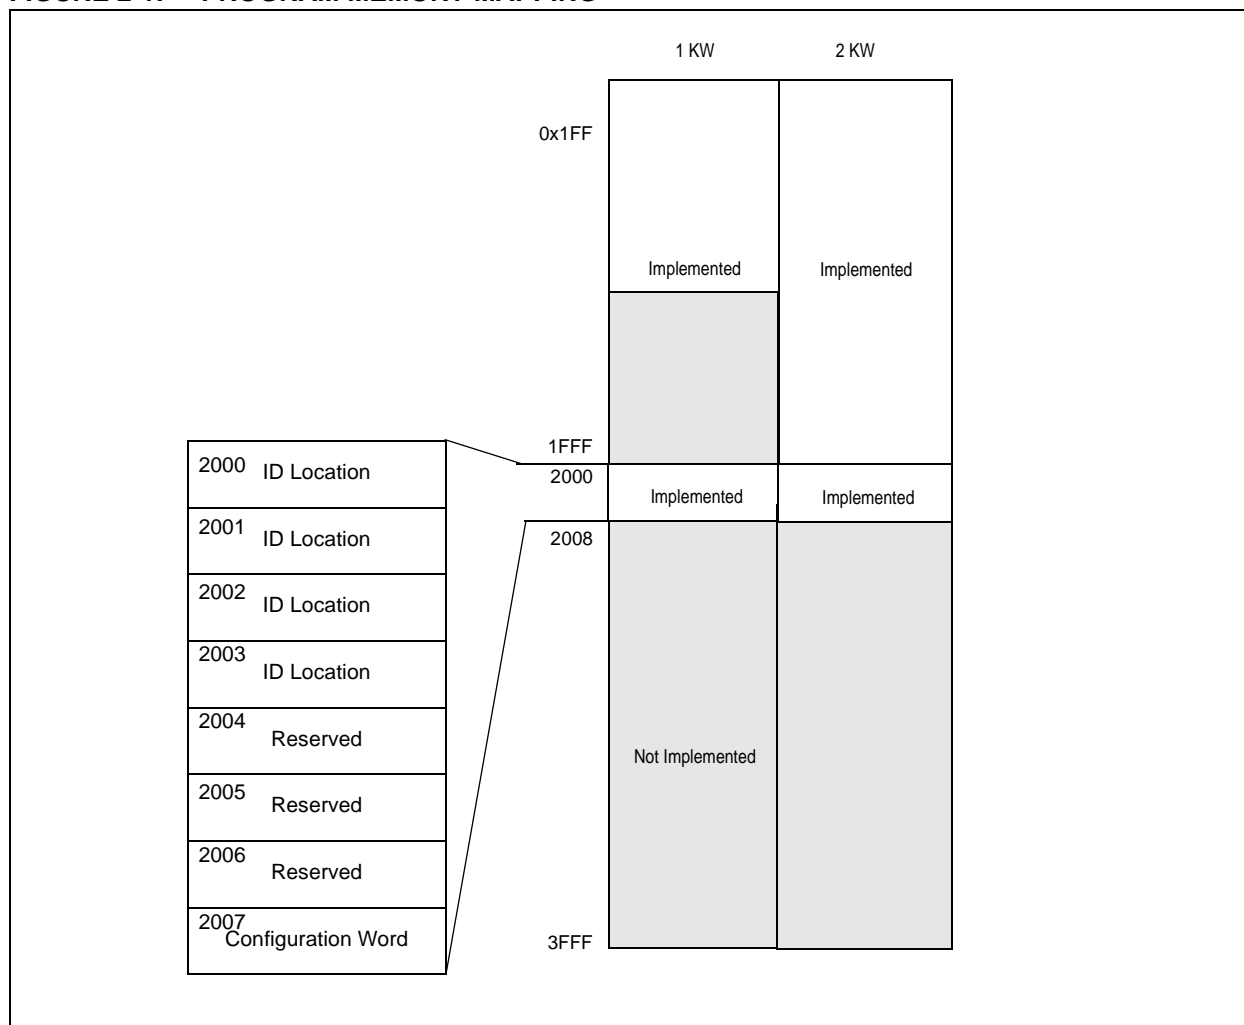 1 KW 2 KW
0x1FF
Implemented Implemented
1FFF
2000
Implemented Implemented
2008
Not Implemented
3FFF
2000 ID Location
2001 ID Location
2002 ID Location
2003 ID Location
2004 Reserved
2005 Reserved
2006 Reserved
2007 Configuration Word